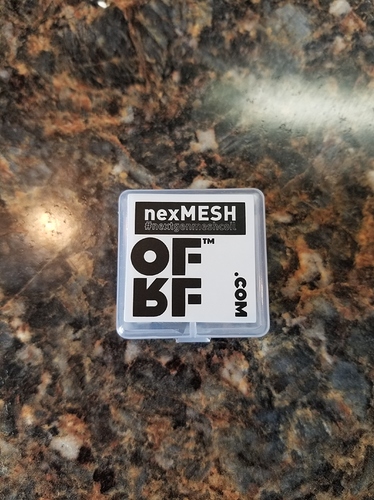 nexMESH
#nextgenmeshcoil
OF™
RF
.COM